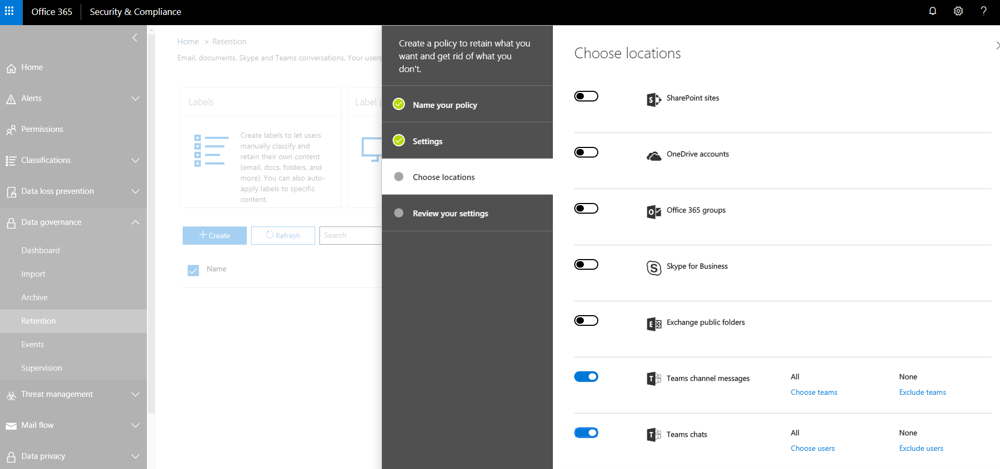 Office 365
Security & Compliance
Home
Alerts
Permissions
Classifications
Data loss prevention
Data governance
Dashboard
Import
Archive
Retention
Events
Supervision
Threat management
Mail flow
Data privacy
Home > Retention
Email, documents, Skype and Teams conversations. Your users
Labels
Create labels to let users
manually classify and
retain their own content
(email, docs, folders, and
more). You can also auto-
apply labels to specific
content.
Label p
Create
Refresh
Search
Name
Create a policy to retain what you
want and get rid of what you
don't.
Name your policy
Settings
Choose locations
Review your settings
Choose locations
SharePoint sites
OneDrive accounts
Office 365 groups
Skype for Business
Exchange public folders
Teams channel messages
All
Choose teams
None
Exclude teams
Teams chats
All
Choose users
None
Exclude users